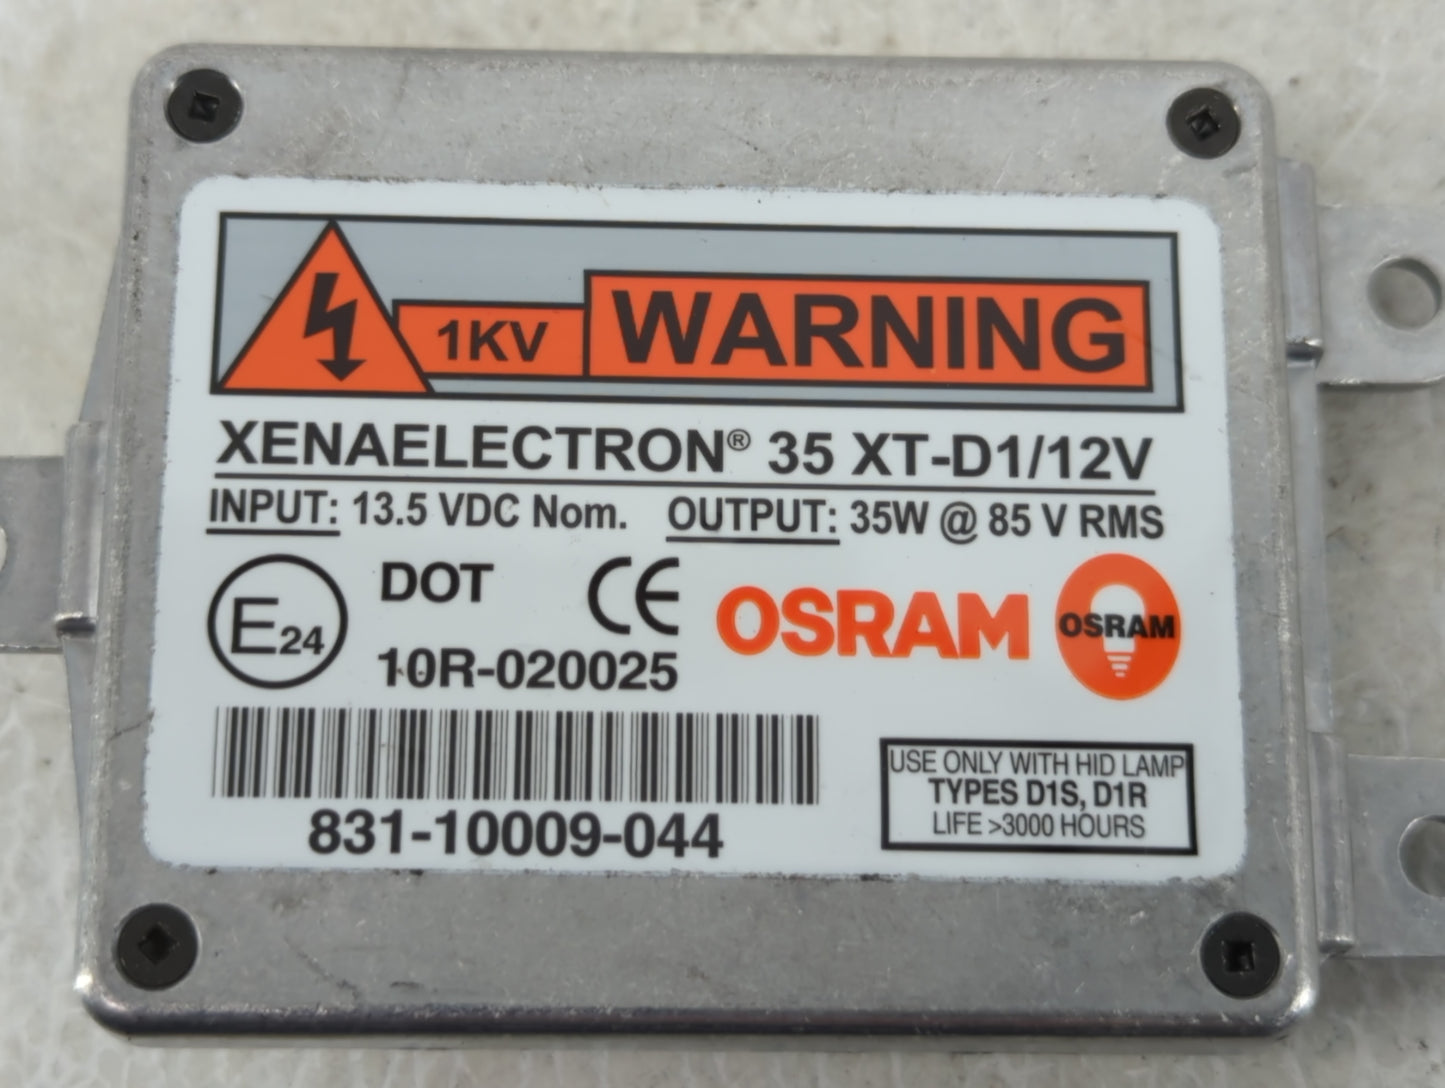 1KV WARNING
XENAELECTRON® 35 XT-D1/12V
INPUT: 13.5 VDC Nom. OUTPUT: 35W @ 85 V RMS
E24 DOT CE OSRAM OSRAM
10R-020025
831-10009-044
USE ONLY WITH HID LAMP
TYPES D1S, D1R
LIFE >3000 HOURS